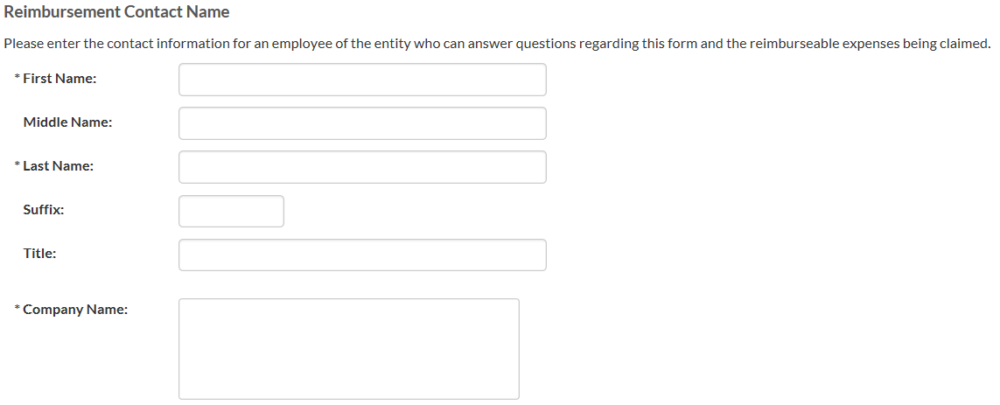 Reimbursement Contact Name
Please enter the contact information for an employee of the entity who can answer questions regarding this form and the reimburseable expenses being claimed.
* First Name:
Middle Name:
* Last Name:
Suffix:
Title:
* Company Name: